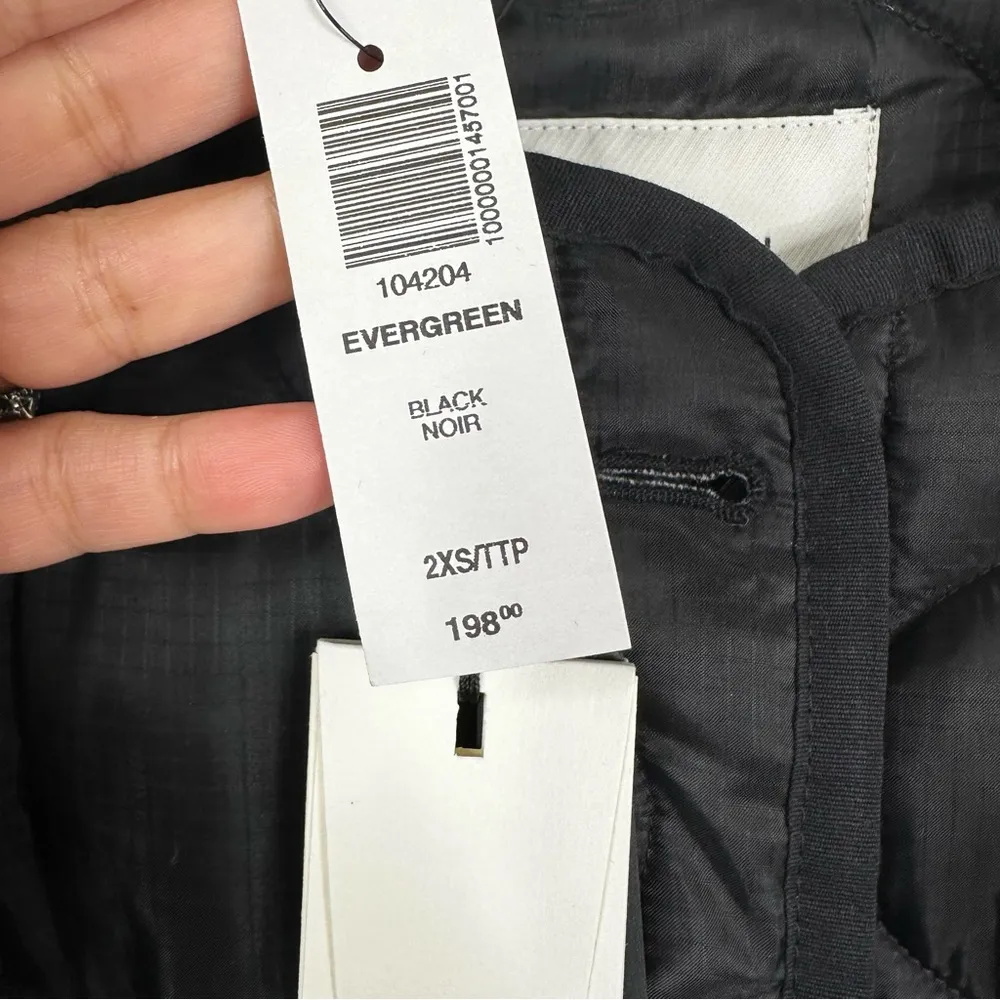 10000001457001
104204
EVERGREEN
BLACK
NOIR
2XS/TTP
198⁰⁰